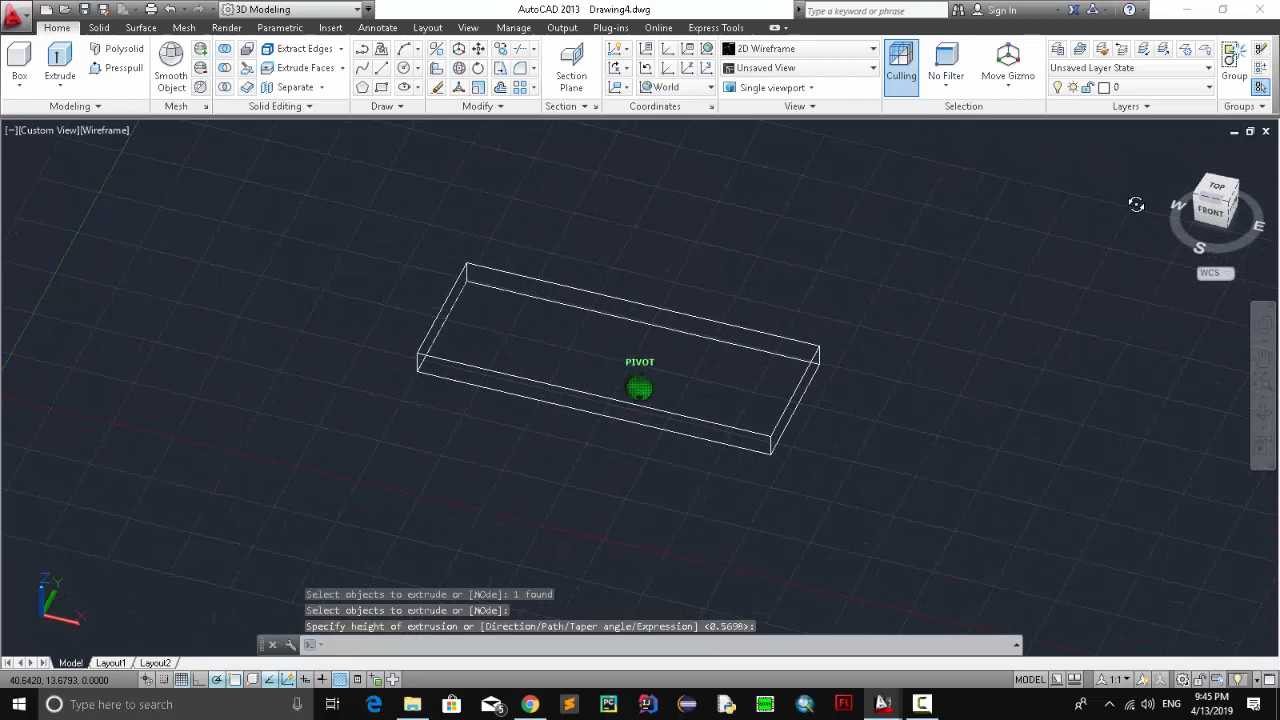 3D Modeling
AutoCAD 2013 Drawing4.dwg
Type a keyword or phrase
Sign In
Home Solid Surface Mesh Render Parametric Insert Annotate Layout View Manage Output Plug-ins Online Express Tools
Box
Extrude
Polysolid
Presspull
Modeling
Smooth
Object
Mesh
Extrude Edges
Extrude Faces
Separate
Solid Editing
Draw
Modify
Section
Plane
Section
World
Coordinates
2D Wireframe
Unsaved View
Single viewport
View
Culling
No Filter
Move Gizmo
Selection
Unsaved Layer State
0
Layers
Group
Groups
[−][Custom View][Wireframe]
TOP
FRONT
W
E
S
WCS
PIVOT
Z
Y
X
Select objects to extrude or [MOde]: 1 found
Select objects to extrude or [MOde]:
Specify height of extrusion or [Direction/Path/Taper angle/Expression] <0.5698>:
Model Layout1 Layout2
40.6420, 13.6793, 0.0000
MODEL
1:1
Type here to search
5
PC
Fl
C
9:45 PM
4/13/2019